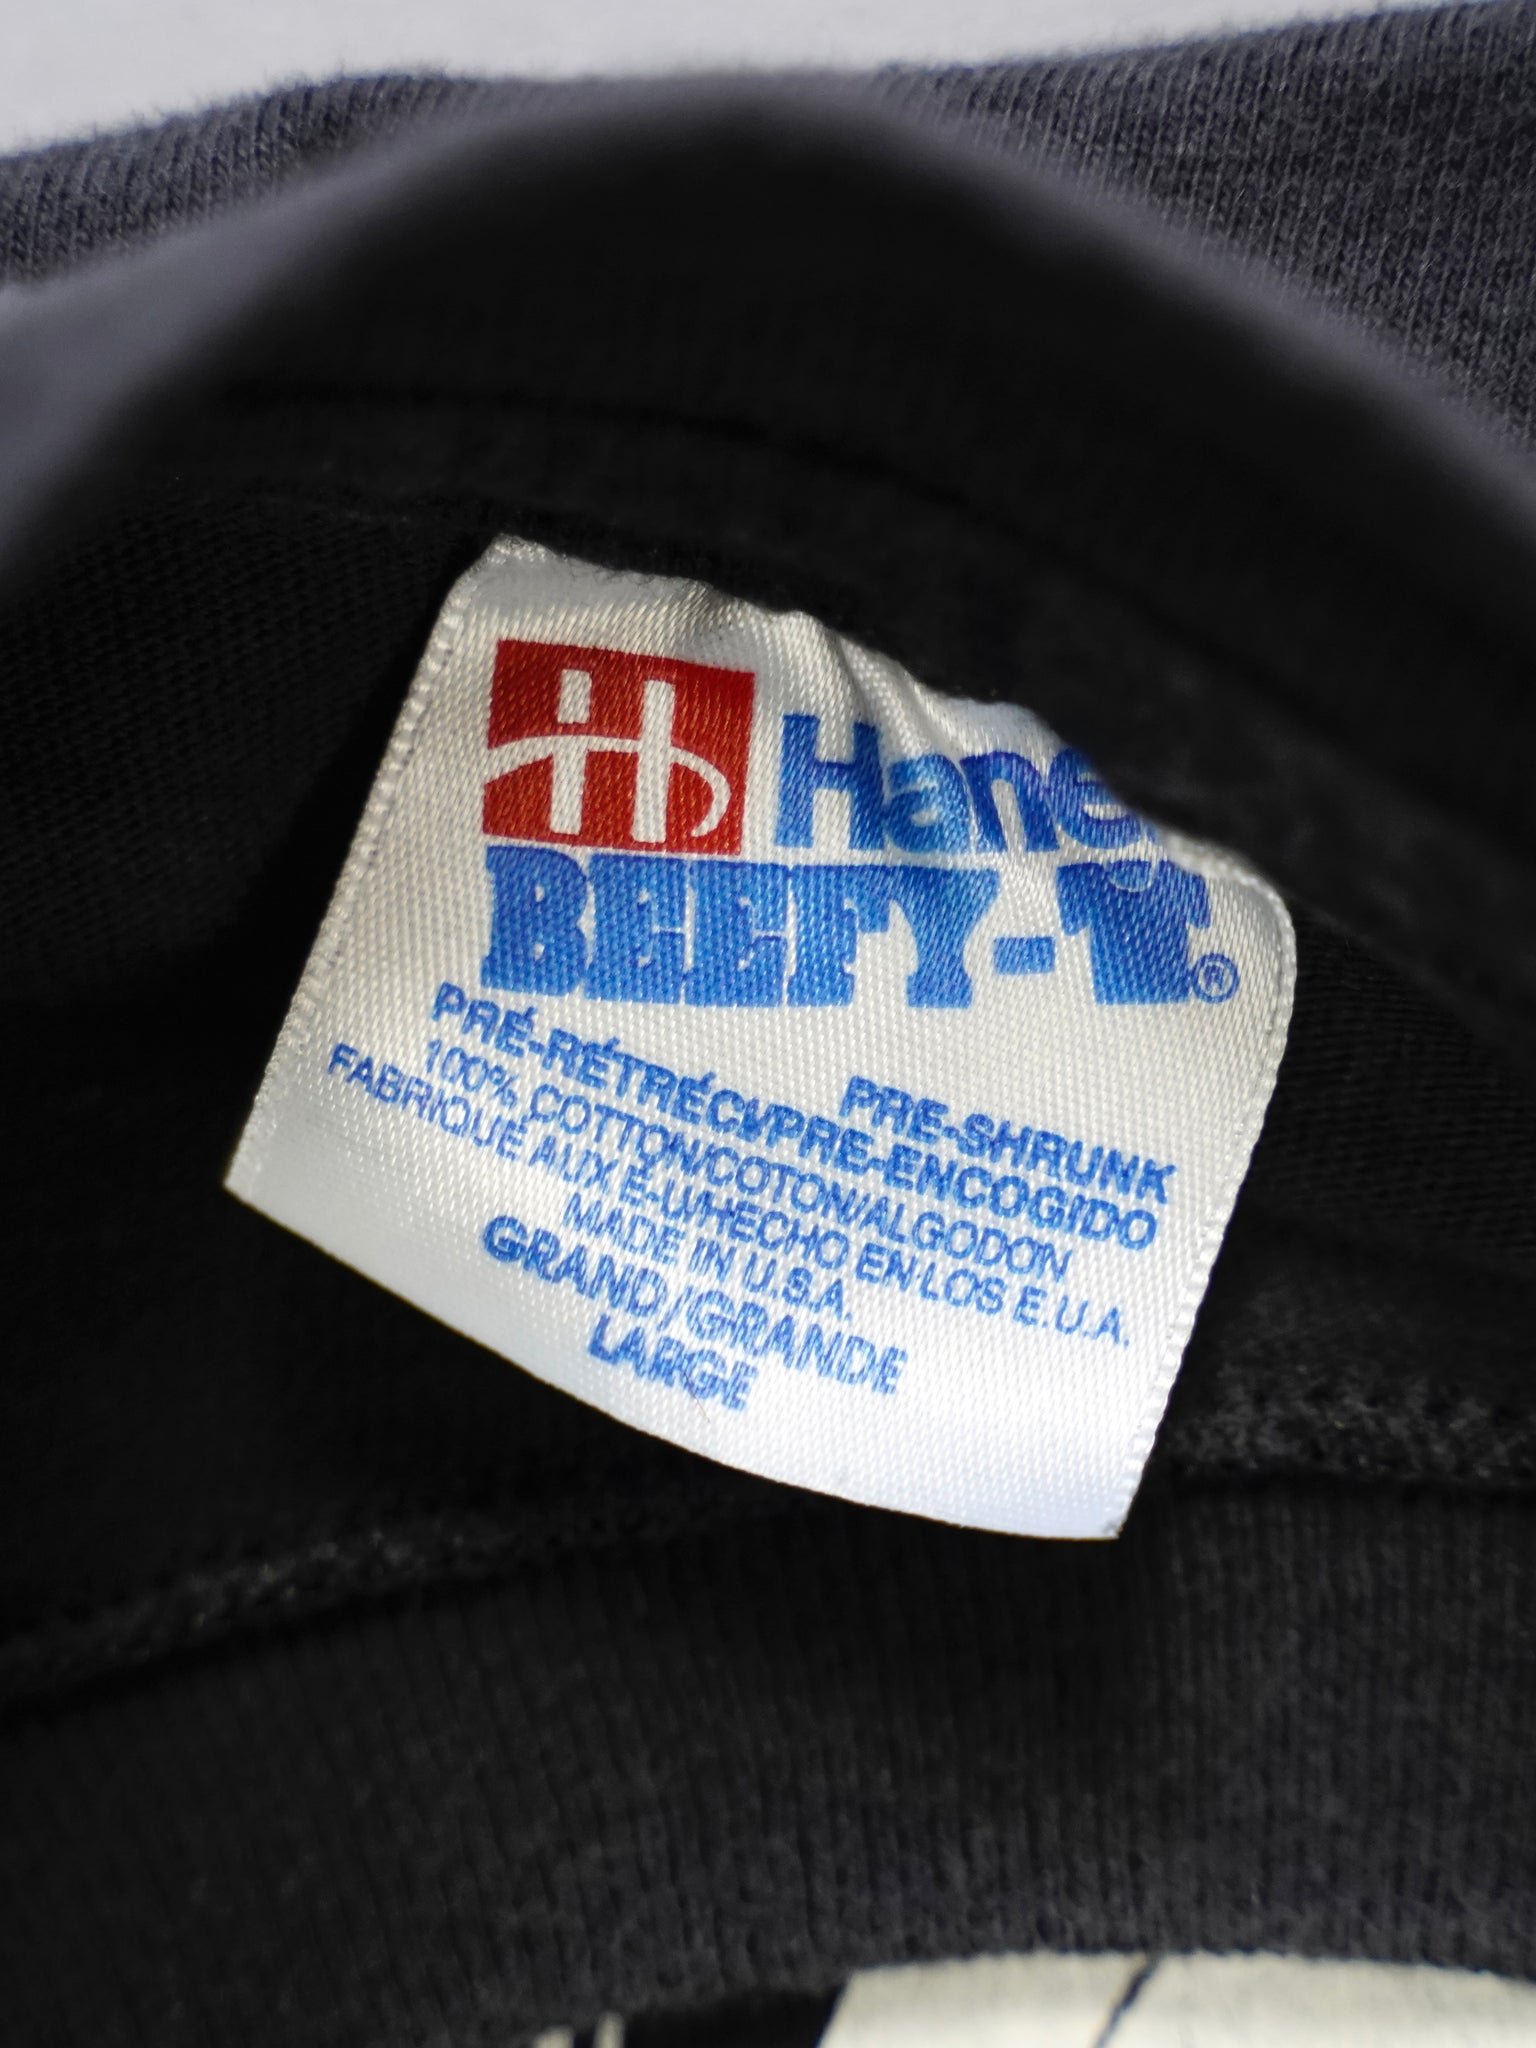 Hanes
BEEFY-T®
PRE-SHRUNK
PRÉ-RÉTRÉCI/PRE-ENCOGIDO
100% COTTON/COTON/ALGODON
FABRIQUÉ AUX É-U/HECHO EN LOS E.U.A.
MADE IN U.S.A.
GRAND/GRANDE
LARGE